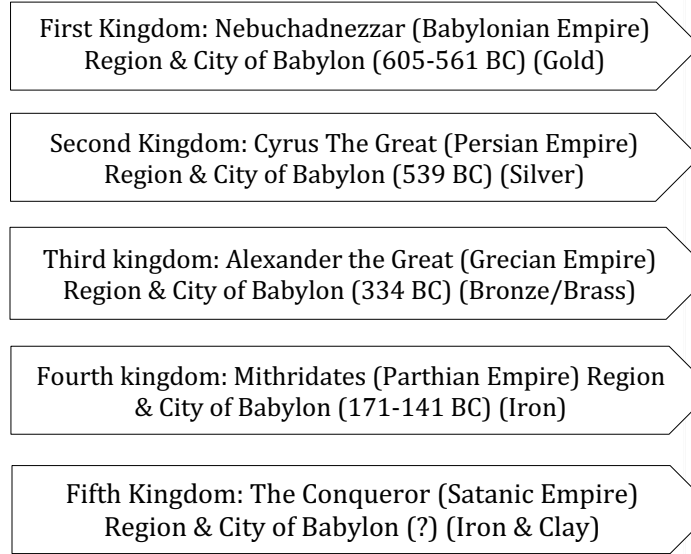 First Kingdom: Nebuchadnezzar (Babylonian Empire)
Region & City of Babylon (605-561 BC) (Gold)
Second Kingdom: Cyrus The Great (Persian Empire)
Region & City of Babylon (539 BC) (Silver)
Third kingdom: Alexander the Great (Grecian Empire)
Region & City of Babylon (334 BC) (Bronze/Brass)
Fourth kingdom: Mithridates (Parthian Empire) Region
& City of Babylon (171-141 BC) (Iron)
Fifth Kingdom: The Conqueror (Satanic Empire)
Region & City of Babylon (?) (Iron & Clay)